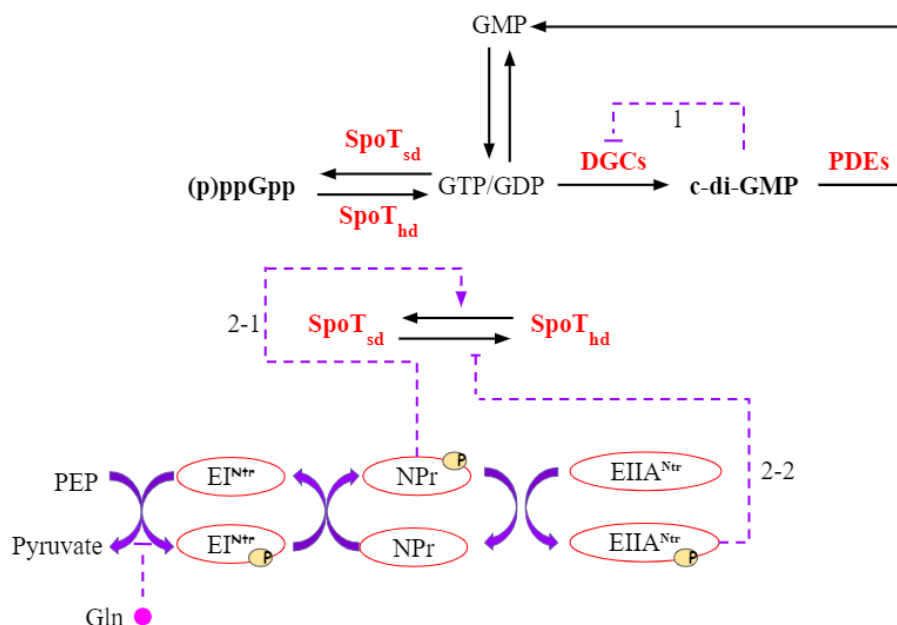 GMP
1
SpoTsd
DGCs
PDEs
(p)ppGpp
GTP/GDP
c-di-GMP
SpoThd
2-1
SpoTsd
SpoThd
P
PEP
EINtr
NPr
EIIANtr
2-2
Pyruvate
EINtr
NPr
EIIANtr
P
P
Gln